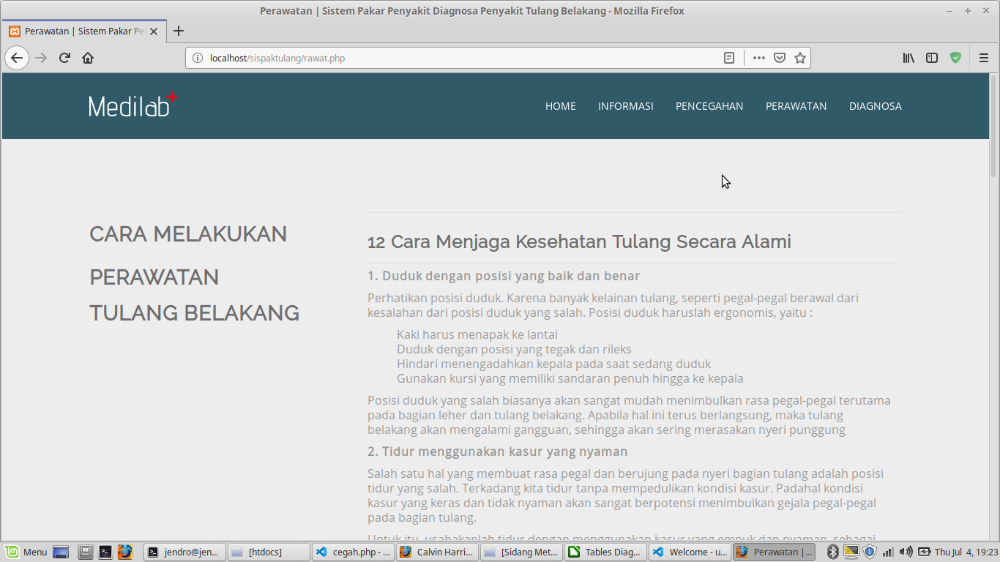 Perawatan | Sistem Pakar Penyakit Diagnosa Penyakit Tulang Belakang - Mozilla Firefox
Perawatan | Sistem Pakar Pe
localhost/sispaktulang/rawat.php
Medilab+
HOME INFORMASI PENCEGAHAN PERAWATAN DIAGNOSA
CARA MELAKUKAN
PERAWATAN
TULANG BELAKANG
12 Cara Menjaga Kesehatan Tulang Secara Alami
1. Duduk dengan posisi yang baik dan benar
Perhatikan posisi duduk. Karena banyak kelainan tulang, seperti pegal-pegal berawal dari
kesalahan dari posisi duduk yang salah. Posisi duduk haruslah ergonomis, yaitu :
Kaki harus menapak ke lantai
Duduk dengan posisi yang tegak dan rileks
Hindari menengadahkan kepala pada saat sedang duduk
Gunakan kursi yang memiliki sandaran penuh hingga ke kepala
Posisi duduk yang salah biasanya akan sangat mudah menimbulkan rasa pegal-pegal terutama
pada bagian leher dan tulang belakang. Apabila hal ini terus berlangsung, maka tulang
belakang akan mengalami gangguan, sehingga akan sering merasakan nyeri punggung
2. Tidur menggunakan kasur yang nyaman
Salah satu hal yang membuat rasa pegal dan berujung pada nyeri bagian tulang adalah posisi
tidur yang salah. Terkadang kita tidur tanpa mempedulikan kondisi kasur. Padahal kondisi
kasur yang keras dan tidak nyaman akan sangat berpotensi menimbulkan gejala pegal-pegal
pada bagian tulang.
Untuk itu, usahakanlah tidur dengan menggunakan kasur yang empuk dan nyaman, sebagai
Menu jendro@jen... [htdocs] cegah.php - ... Calvin Harri... [Sidang Met... Tables Diag... Welcome - u... Perawatan |... Thu Jul 4, 19:23